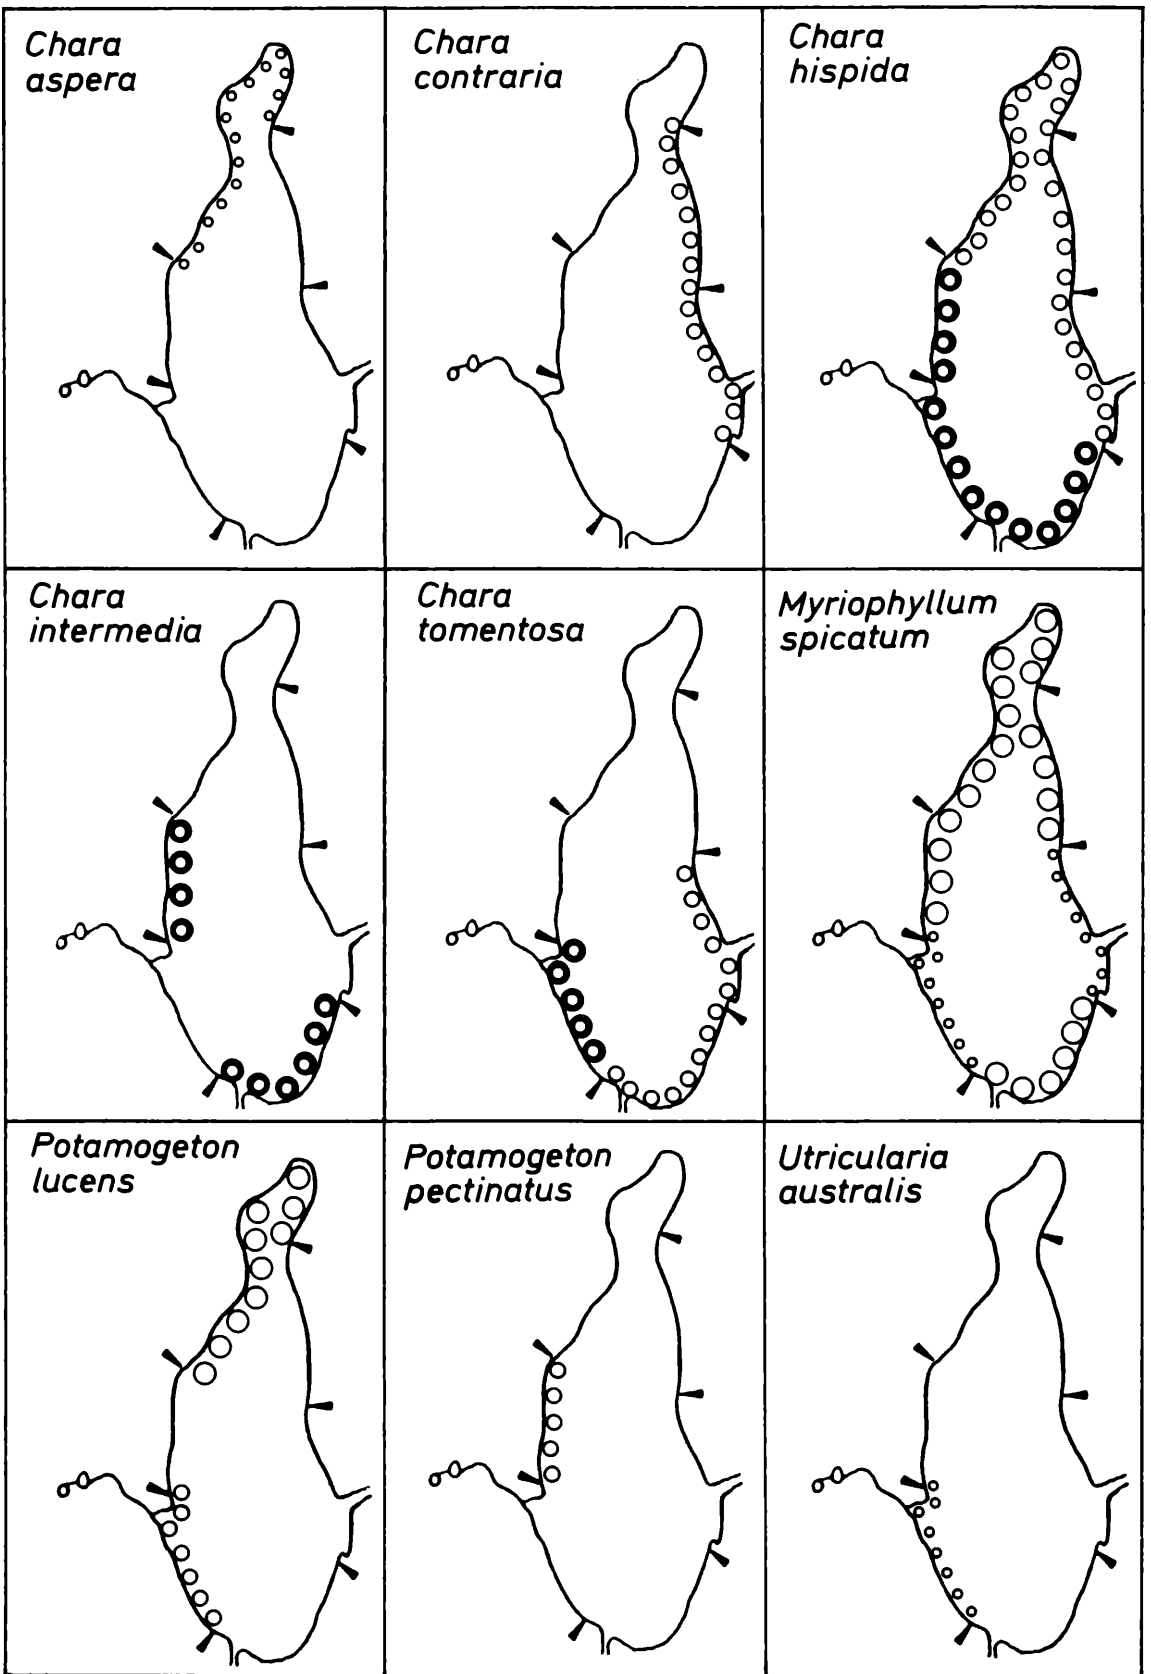 Chara
aspera
Chara
contraria
Chara
hispida
Chara
intermedia
Chara
tomentosa
Myriophyllum
spicatum
Potamogeton
lucens
Potamogeton
pectinatus
Utricularia
australis